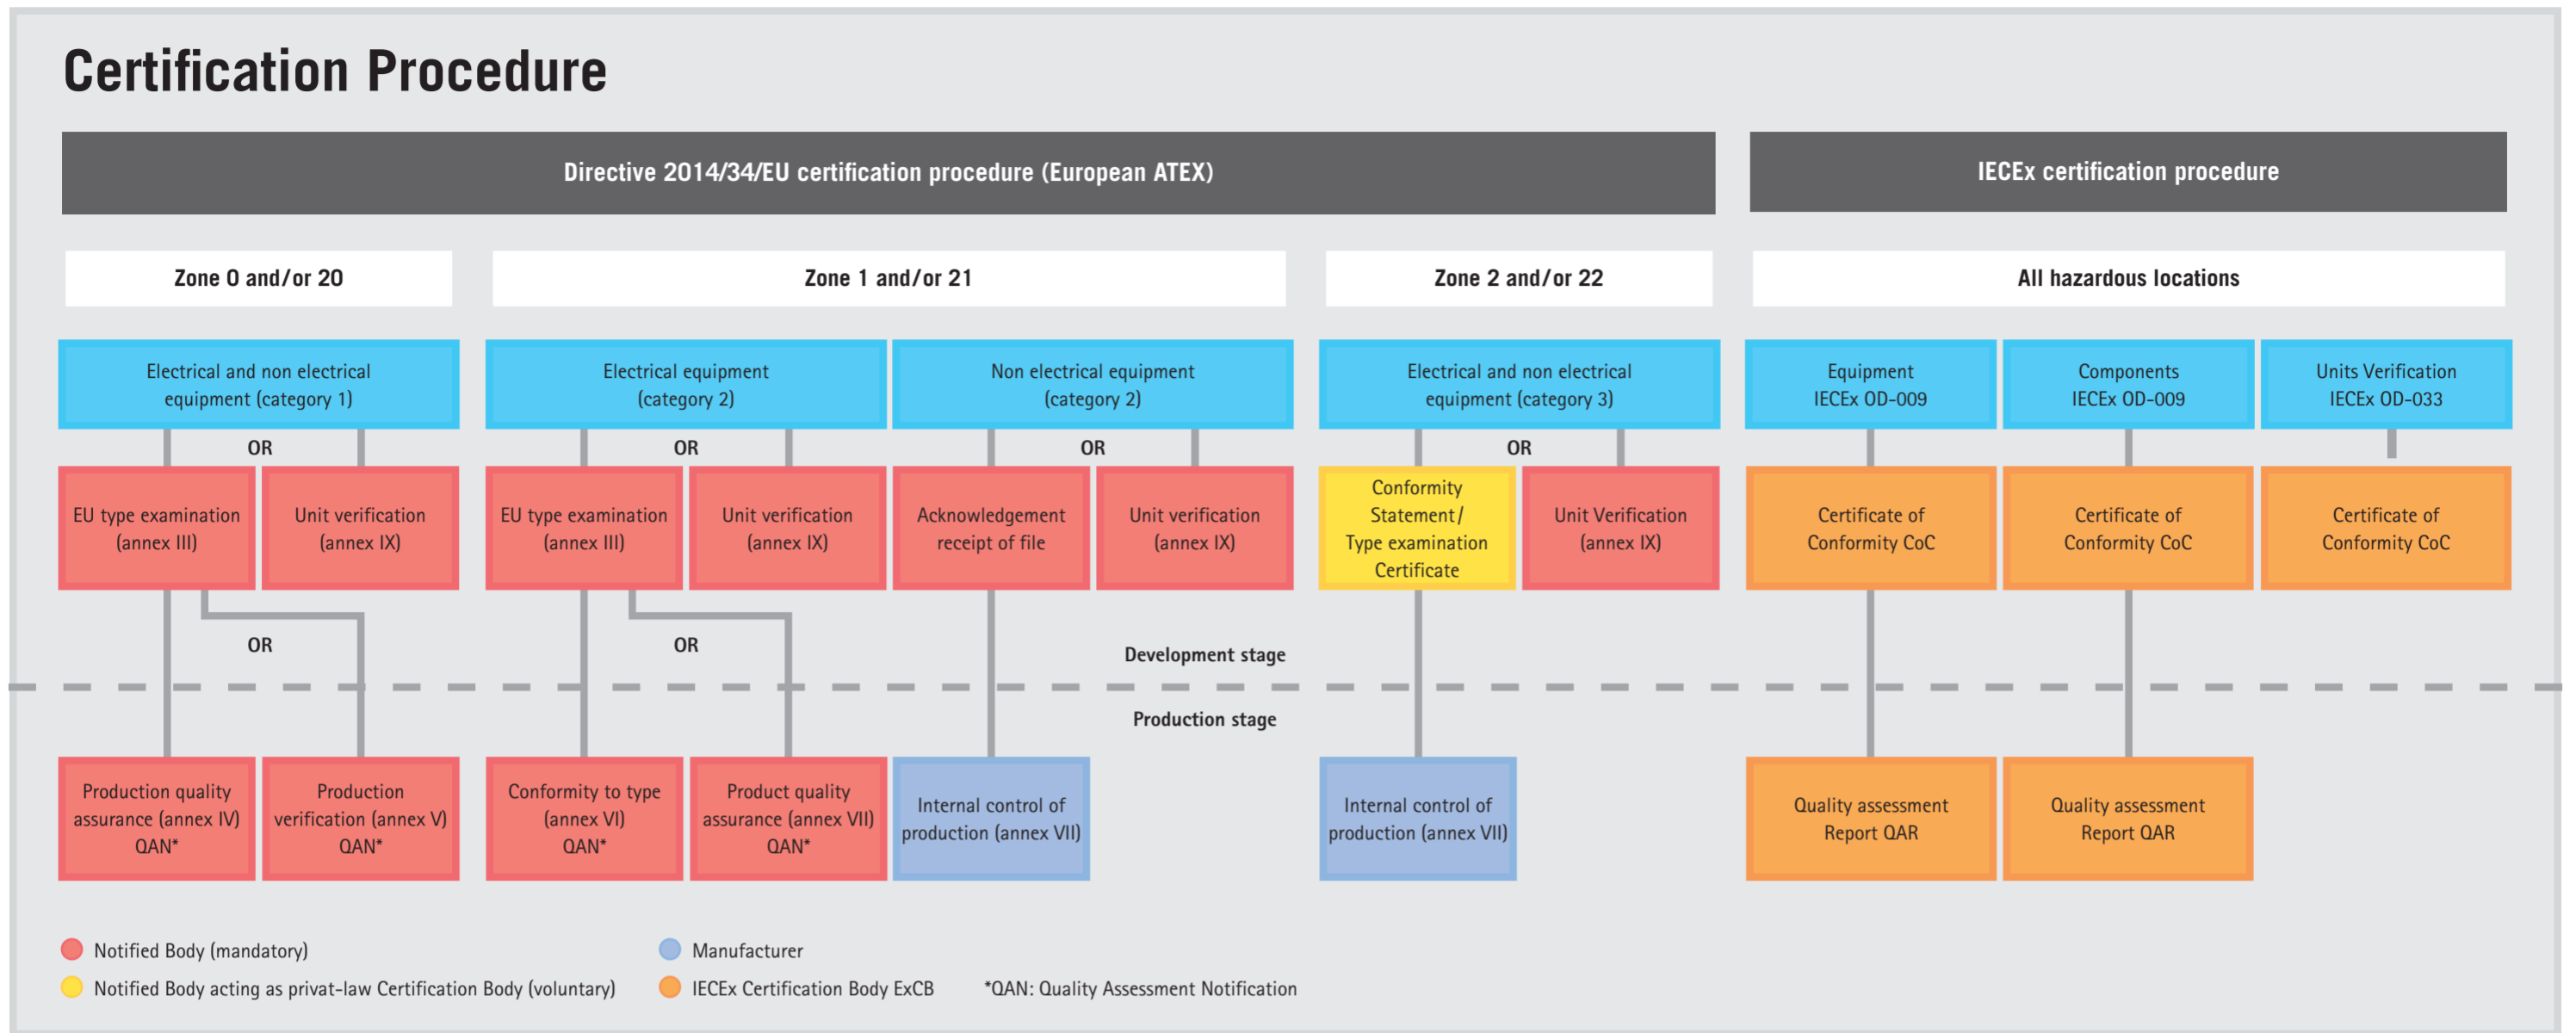 Certification Procedure
Directive 2014/34/EU certification procedure (European ATEX)
IECEx certification procedure
Zone 0 and/or 20
Zone 1 and/or 21
Zone 2 and/or 22
All hazardous locations
Electrical and non electrical
equipment (category 1)
Electrical equipment
(category 2)
Non electrical equipment
(category 2)
Electrical and non electrical
equipment (category 3)
Equipment
IECEx OD-009
Components
IECEx OD-009
Units Verification
IECEx OD-033
OR
OR
OR
OR
EU type examination
(annex III)
Unit verification
(annex IX)
EU type examination
(annex III)
Unit verification
(annex IX)
Acknowledgement
receipt of file
Unit verification
(annex IX)
Conformity
Statement/
Type examination
Certificate
Unit Verification
(annex IX)
Certificate of
Conformity CoC
Certificate of
Conformity CoC
Certificate of
Conformity CoC
OR
OR
Development stage
Production stage
Production quality
assurance (annex IV)
QAN*
Production
verification (annex V)
QAN*
Conformity to type
(annex VI)
QAN*
Product quality
assurance (annex VII)
QAN*
Internal control of
production (annex VII)
Internal control of
production (annex VII)
Quality assessment
Report QAR
Quality assessment
Report QAR
Notified Body (mandatory)
Manufacturer
Notified Body acting as privat-law Certification Body (voluntary)
IECEx Certification Body ExCB
*QAN: Quality Assessment Notification